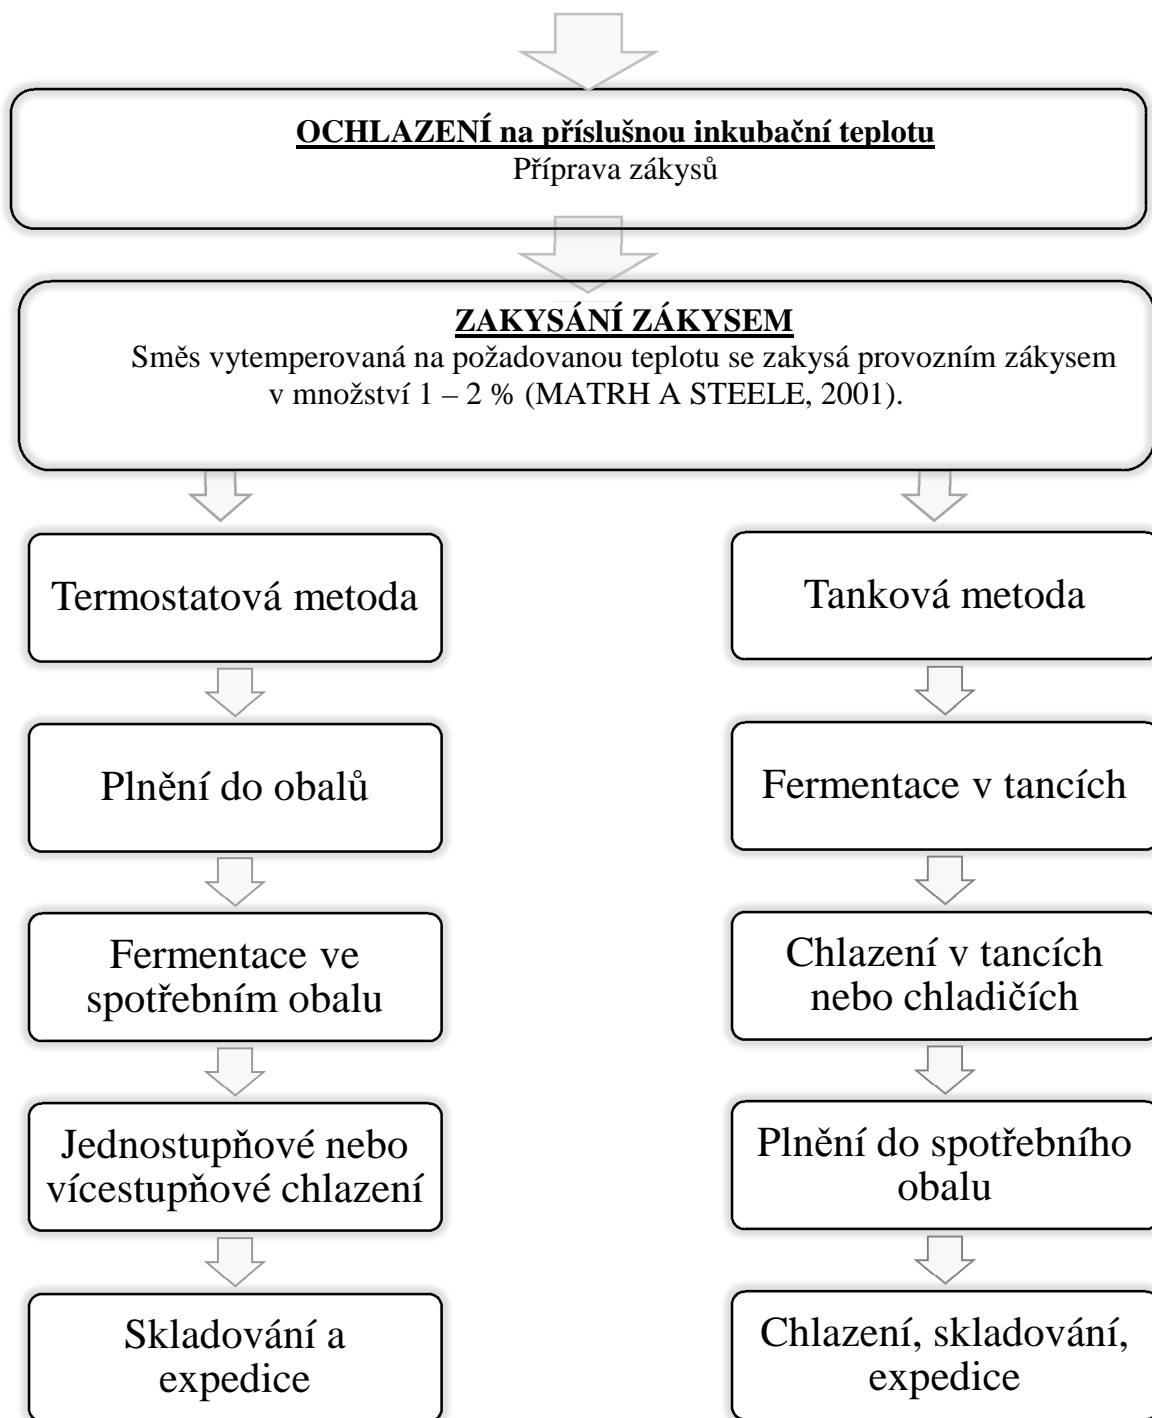 OCHLAZENÍ na příslušnou inkubační teplotu
Příprava zákysů
ZAKYSÁNÍ ZÁKYSEM
Směs vytemperovaná na požadovanou teplotu se zakysá provozním zákysem
v množství 1 – 2 % (MATRH A STEELE, 2001).
Termostatová metoda
Plnění do obalů
Fermentace ve
spotřebním obalu
Jednostupňové nebo
vícestupňové chlazení
Skladování a
expedice
Tanková metoda
Fermentace v tancích
Chlazení v tancích
nebo chladičích
Plnění do spotřebního
obalu
Chlazení, skladování,
expedice